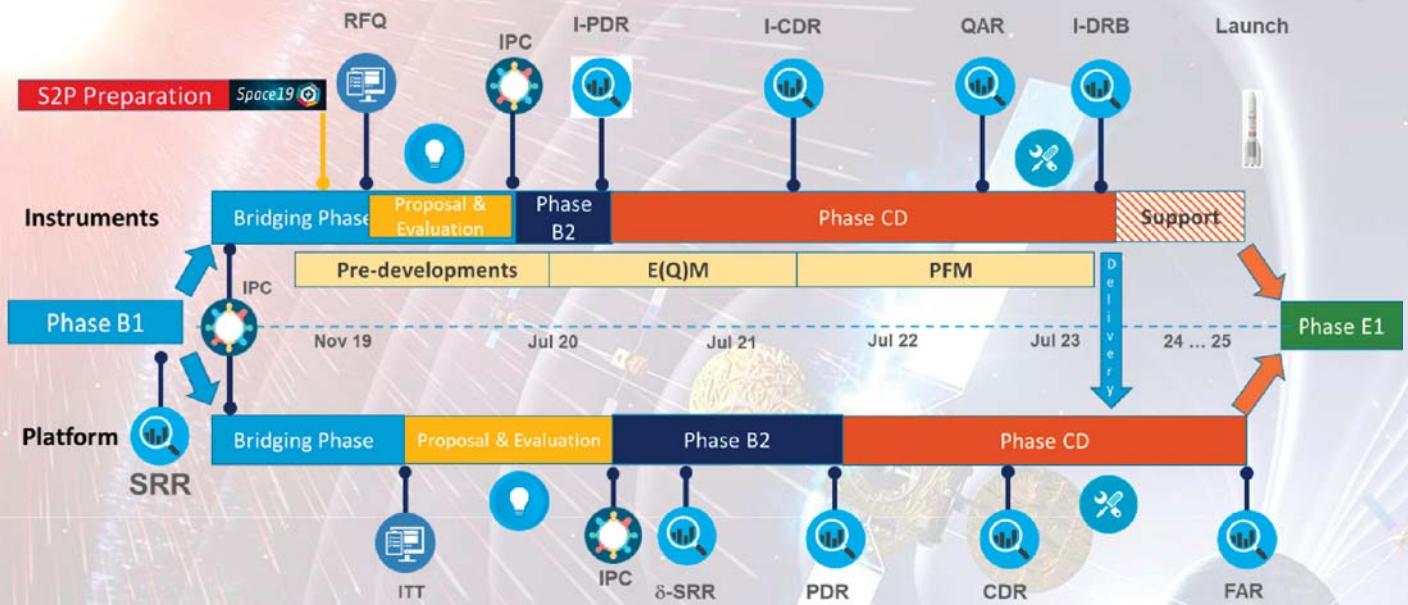 RFQ
IPC
I-PDR
I-CDR
QAR
I-DRB
Launch
S2P Preparation
Space19
Instruments
Bridging Phase
Proposal &
Evaluation
Phase
B2
Phase CD
Support
Pre-developments
E(Q)M
PFM
Delivery
IPC
Phase B1
Nov 19
Jul 20
Jul 21
Jul 22
Jul 23
24 ... 25
Phase E1
Platform
SRR
Bridging Phase
Proposal & Evaluation
Phase B2
Phase CD
ITT
IPC
δ-SRR
PDR
CDR
FAR